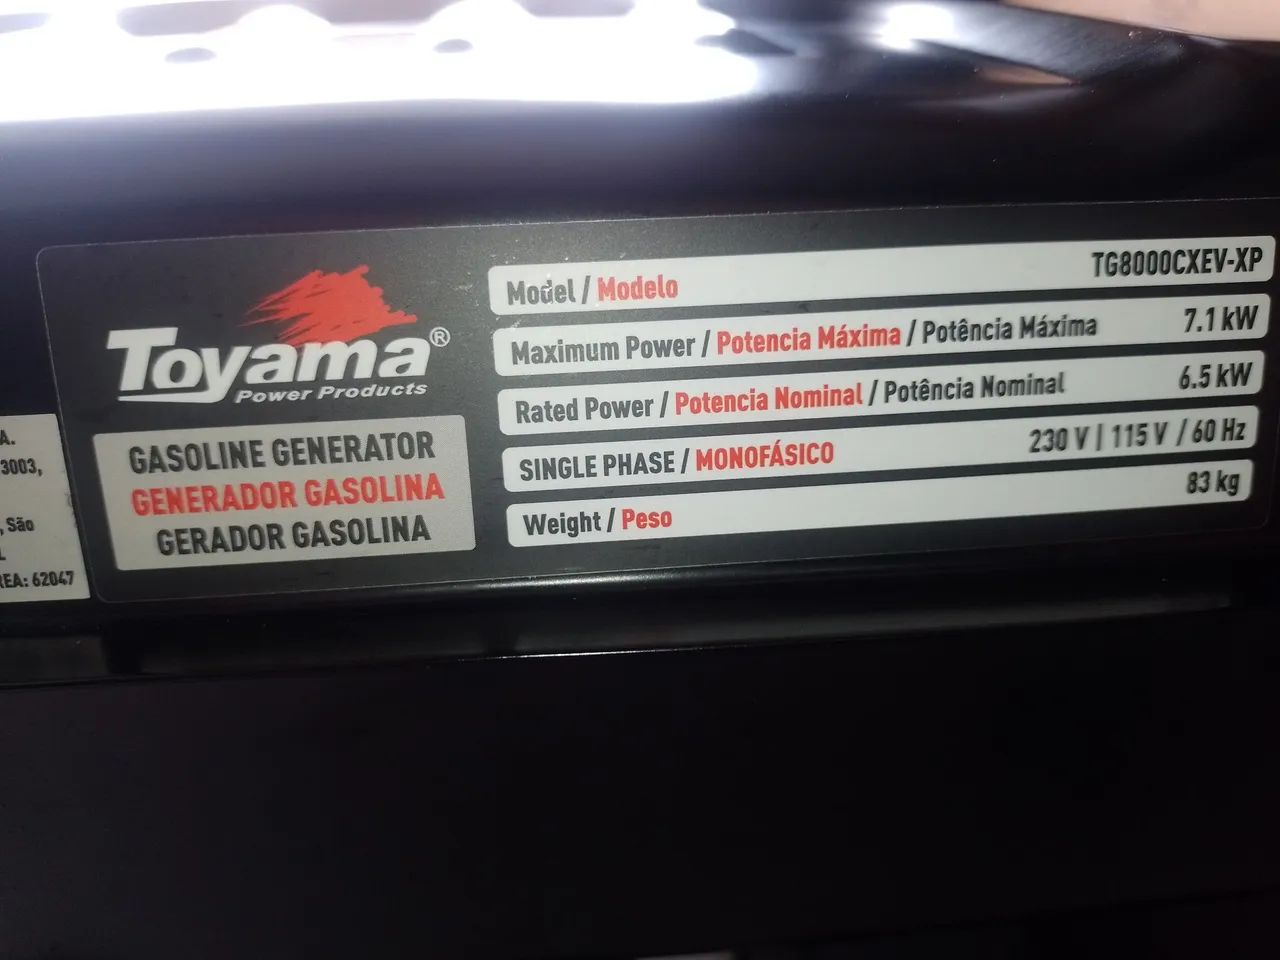 A.
3003,
, São
REA: 62047
Toyama®
Power Products
GASOLINE GENERATOR
GENERADOR GASOLINA
GERADOR GASOLINA
Model / Modelo TG8000CXEV-XP
Maximum Power / Potencia Máxima / Potência Máxima 7.1 kW
Rated Power / Potencia Nominal / Potência Nominal 6.5 kW
SINGLE PHASE / MONOFÁSICO 230 V | 115 V / 60 Hz
Weight / Peso 83 kg